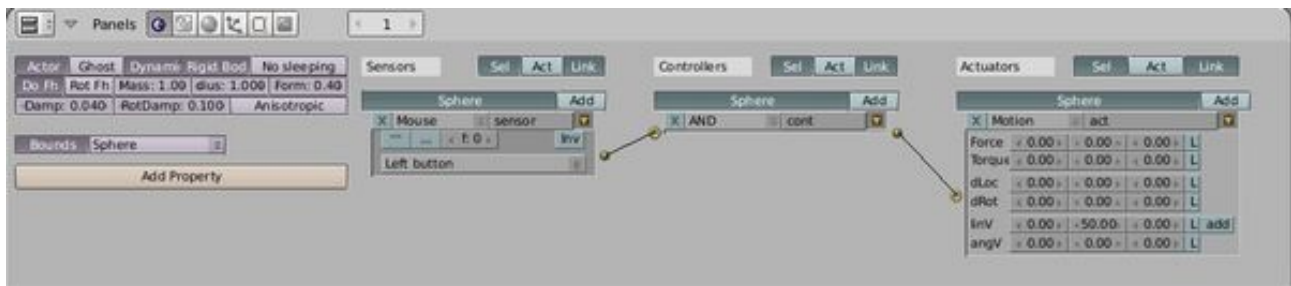 Panels 1
Actor Ghost Dynami Rigid Bod No sleeping
Do Fh Rot Fh Mass: 1.00 dius: 1.000 Form: 0.40
Damp: 0.040 RotDamp: 0.100 Anisotropic
Bounds Sphere
Add Property
Sensors Sel Act Link
Sphere Add
X Mouse sensor
f: 0 Inv
Left button
Controllers Sel Act Link
Sphere Add
X AND cont
Actuators Sel Act Link
Sphere Add
X Motion act
Force 0.00 0.00 0.00 L
Torque 0.00 0.00 0.00 L
dLoc 0.00 0.00 0.00 L
dRot 0.00 0.00 0.00 L
linV 0.00 -50.00 0.00 L add
angV 0.00 0.00 0.00 L